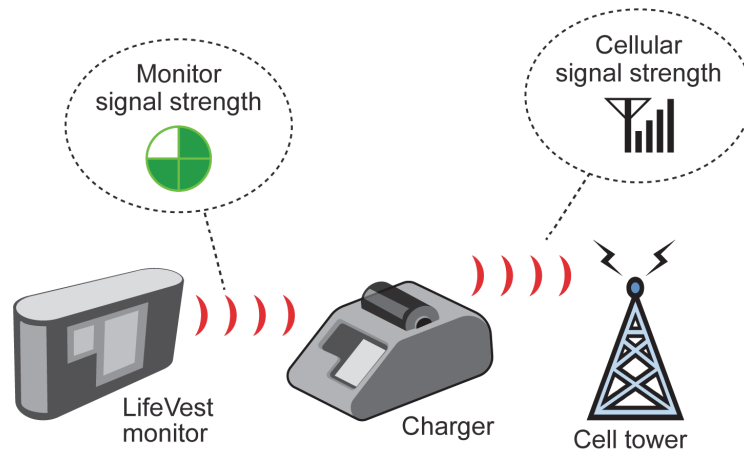 Monitor
signal strength
Cellular
signal strength
LifeVest
monitor
Charger
Cell tower